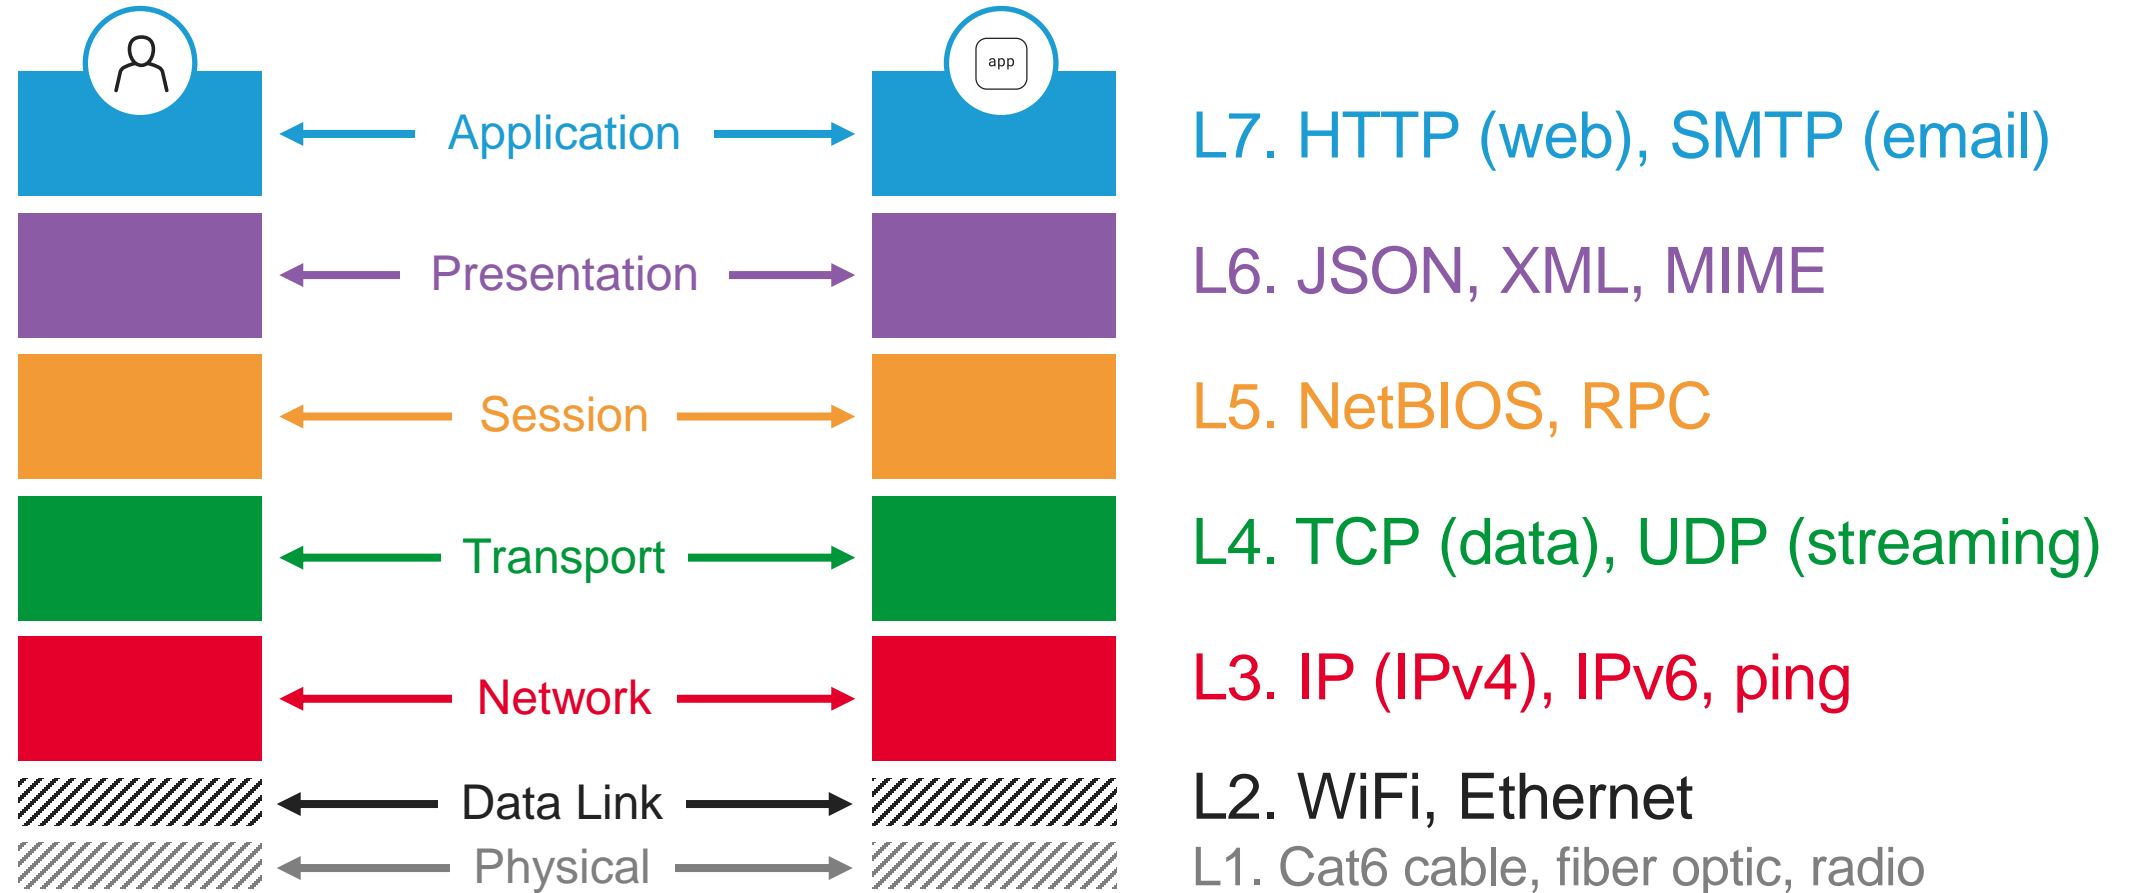 app
Application
L7. HTTP (web), SMTP (email)
Presentation
L6. JSON, XML, MIME
Session
L5. NetBIOS, RPC
Transport
L4. TCP (data), UDP (streaming)
Network
L3. IP (IPv4), IPv6, ping
Data Link
L2. WiFi, Ethernet
Physical
L1. Cat6 cable, fiber optic, radio